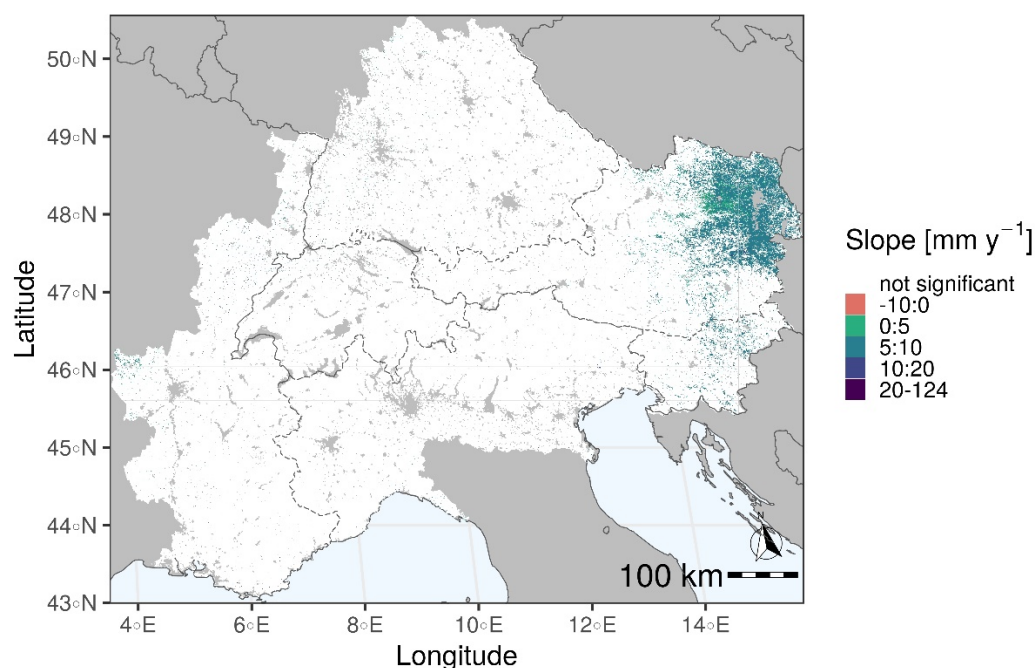 50∘N
49∘N
48∘N
47∘N
46∘N
45∘N
44∘N
43∘N
Latitude
4∘E
6∘E
8∘E
10∘E
12∘E
14∘E
Longitude
N
100 km
Slope [mm y⁻¹]
not significant
-10:0
0:5
5:10
10:20
20-124